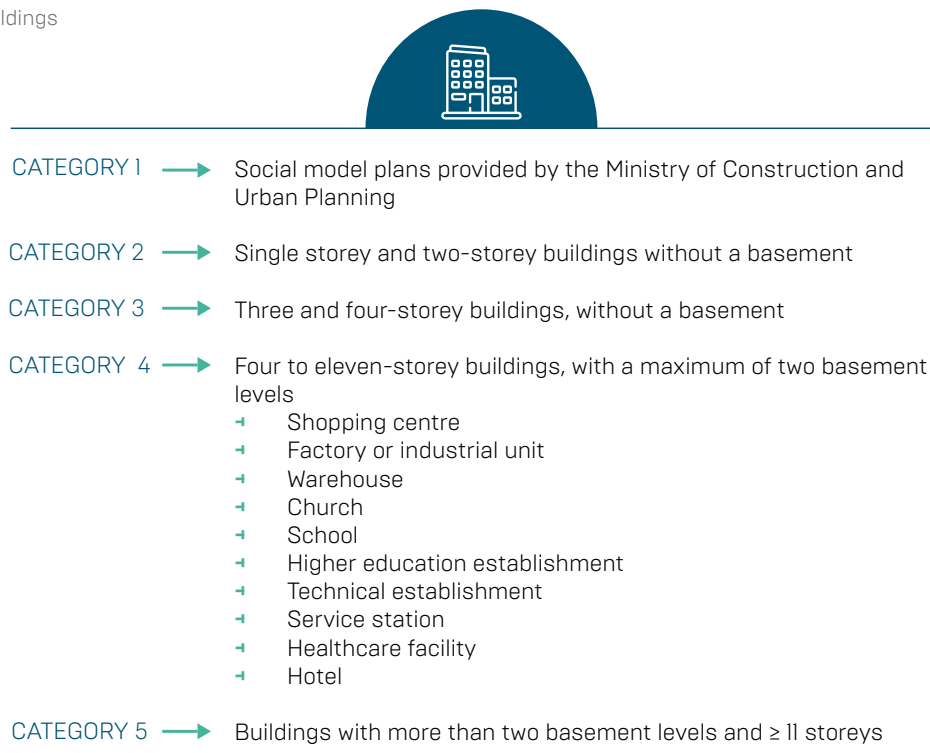 ldings
CATEGORY 1 Social model plans provided by the Ministry of Construction and
Urban Planning
CATEGORY 2 Single storey and two-storey buildings without a basement
CATEGORY 3 Three and four-storey buildings, without a basement
CATEGORY 4 Four to eleven-storey buildings, with a maximum of two basement
levels
Shopping centre
Factory or industrial unit
Warehouse
Church
School
Higher education establishment
Technical establishment
Service station
Healthcare facility
Hotel
CATEGORY 5 Buildings with more than two basement levels and ≥ 11 storeys